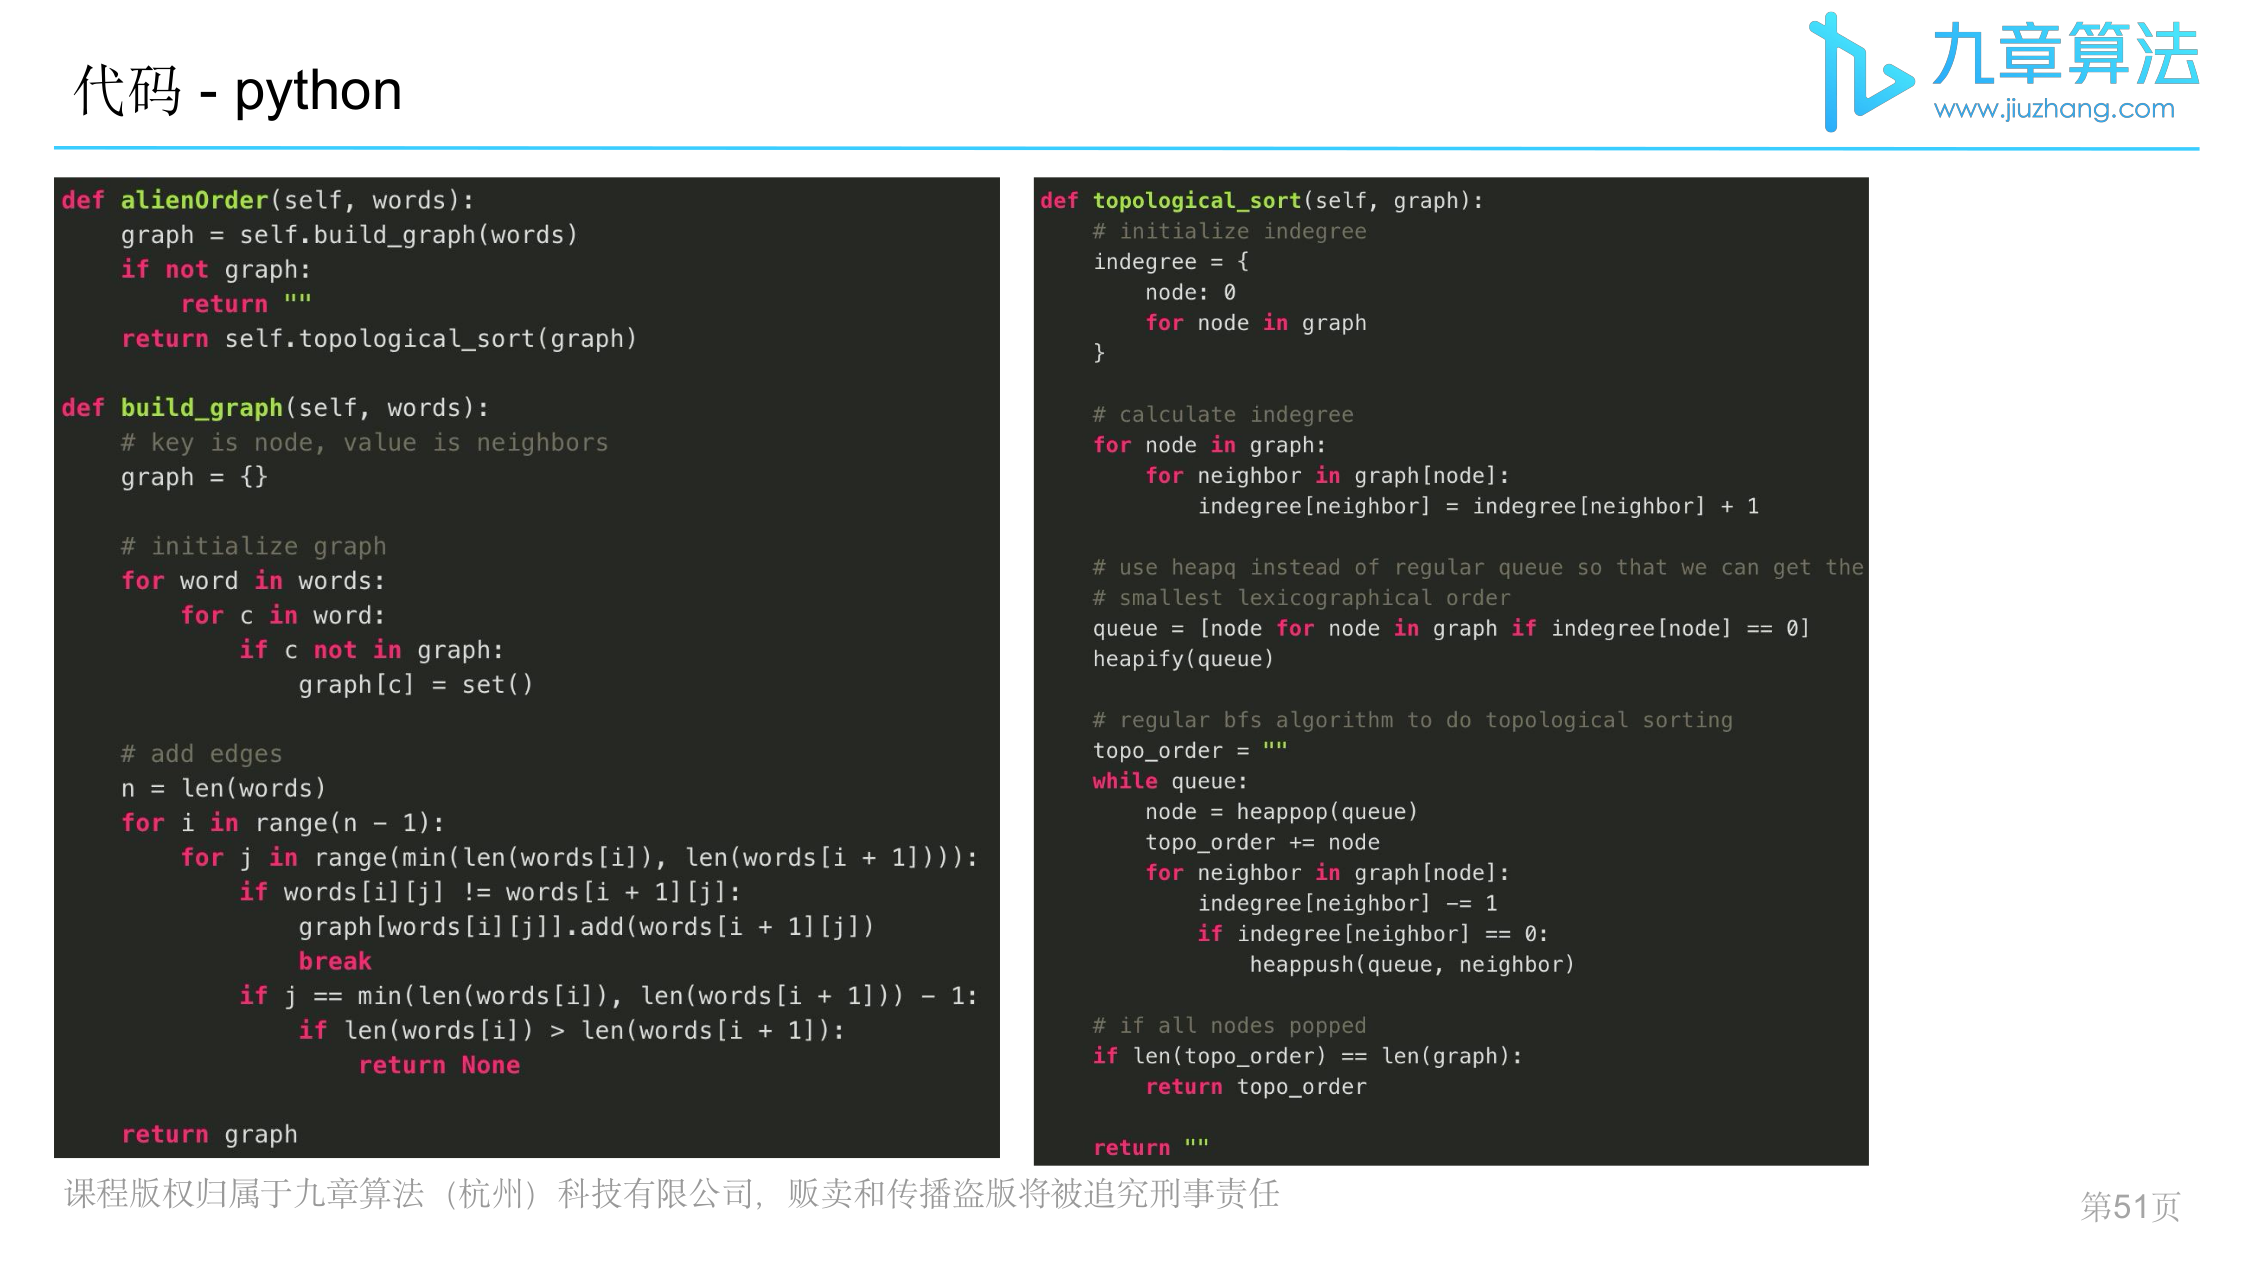 代码 - python
九章算法
www.jiuzhang.com
def alienOrder(self, words):
    graph = self.build_graph(words)
    if not graph:
        return ""
    return self.topological_sort(graph)

def build_graph(self, words):
    # key is node, value is neighbors
    graph = {}

    # initialize graph
    for word in words:
        for c in word:
            if c not in graph:
                graph[c] = set()

    # add edges
    n = len(words)
    for i in range(n - 1):
        for j in range(min(len(words[i]), len(words[i + 1]))):
            if words[i][j] != words[i + 1][j]:
                graph[words[i][j]].add(words[i + 1][j])
                break
            if j == min(len(words[i]), len(words[i + 1])) - 1:
                if len(words[i]) > len(words[i + 1]):
                    return None

    return graph
def topological_sort(self, graph):
    # initialize indegree
    indegree = {
        node: 0
        for node in graph
    }

    # calculate indegree
    for node in graph:
        for neighbor in graph[node]:
            indegree[neighbor] = indegree[neighbor] + 1

    # use heapq instead of regular queue so that we can get the
    # smallest lexicographical order
    queue = [node for node in graph if indegree[node] == 0]
    heapify(queue)

    # regular bfs algorithm to do topological sorting
    topo_order = ""
    while queue:
        node = heappop(queue)
        topo_order += node
        for neighbor in graph[node]:
            indegree[neighbor] -= 1
            if indegree[neighbor] == 0:
                heappush(queue, neighbor)

    # if all nodes popped
    if len(topo_order) == len(graph):
        return topo_order

    return ""
课程版权归属于九章算法（杭州）科技有限公司，贩卖和传播盗版将被追究刑事责任
第51页